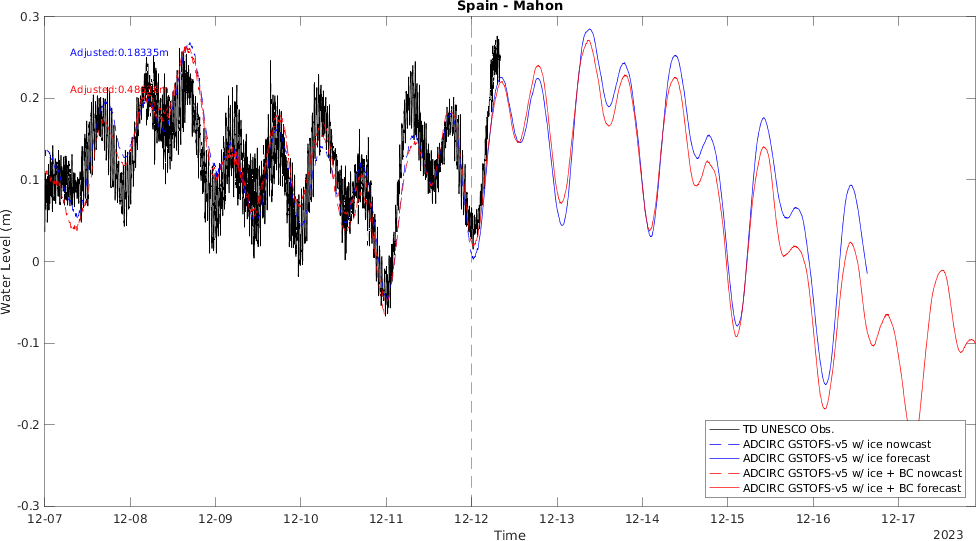 Spain - Mahon
0.3
0.2
0.1
0
-0.1
-0.2
-0.3
Water Level (m)
Adjusted:0.18335m
Adjusted:
TD UNESCO Obs.
ADCIRC GSTOFS-v5 w/ ice nowcast
ADCIRC GSTOFS-v5 w/ ice forecast
ADCIRC GSTOFS-v5 w/ ice + BC nowcast
ADCIRC GSTOFS-v5 w/ ice + BC forecast
12-07 12-08 12-09 12-10 12-11 12-12 12-13 12-14 12-15 12-16 12-17
Time
2023